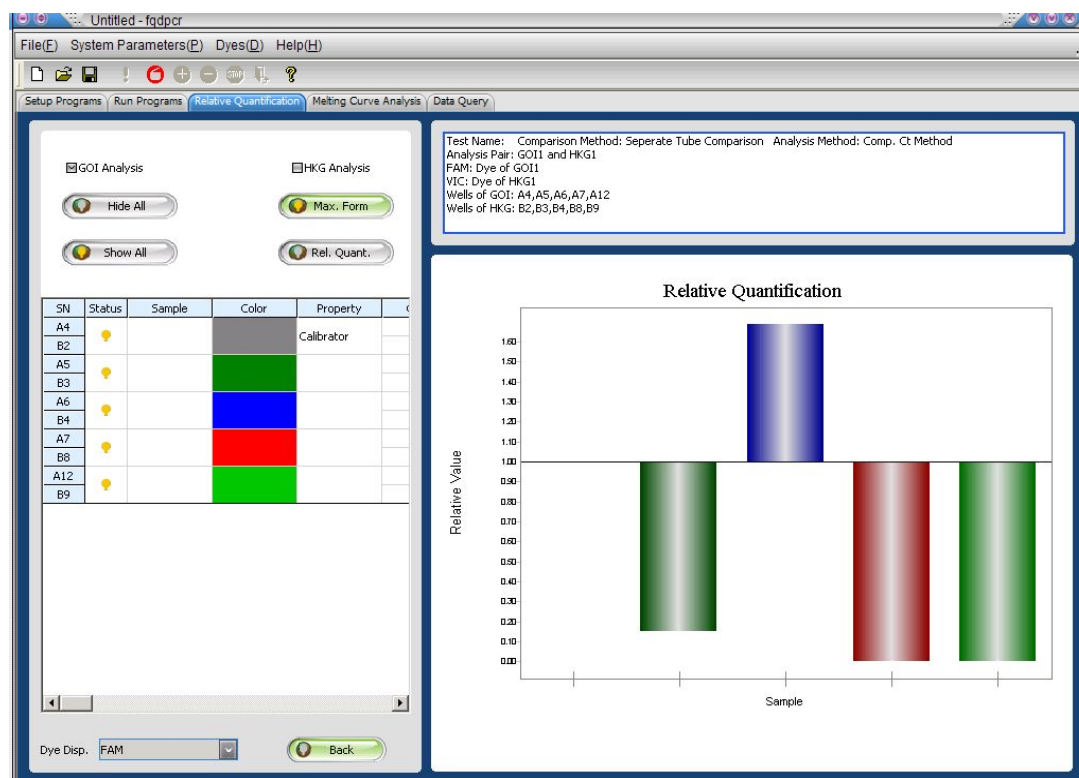 Untitled - fqdpcr
File(F) System Parameters(P) Dyes(D) Help(H)
STOP
Setup Programs Run Programs Relative Quantification Melting Curve Analysis Data Query
GOI Analysis HKG Analysis
Hide All Max. Form
Show All Rel. Quant.
SN Status Sample Color Property
A4
Calibrator
B2
A5
B3
A6
B4
A7
B8
A12
B9
Dye Disp. FAM Back
Test Name: Comparison Method: Seperate Tube Comparison Analysis Method: Comp. Ct Method
Analysis Pair: GOI1 and HKG1
FAM: Dye of GOI1
VIC: Dye of HKG1
Wells of GOI: A4,A5,A6,A7,A12
Wells of HKG: B2,B3,B4,B8,B9
Relative Quantification
Relative Value
1.60
1.50
1.40
1.30
1.20
1.10
1.00
0.90
0.80
0.70
0.60
0.50
0.40
0.30
0.20
0.10
0.00
Sample